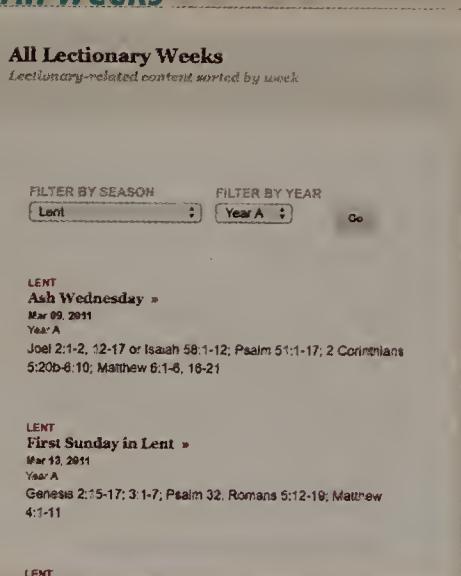 All Lectionary Weeks
Lectionary-related content sorted by week
FILTER BY SEASON FILTER BY YEAR
Lent Year A Go
LENT
Ash Wednesday »
Mar 09, 2011
Year A
Joel 2:1-2, 12-17 or Isaiah 58:1-12; Psalm 51:1-17; 2 Corinthians
5:20b-6:10; Matthew 6:1-6, 16-21
LENT
First Sunday in Lent »
Mar 13, 2011
Year A
Genesis 2:15-17; 3:1-7; Psalm 32, Romans 5:12-19; Matthew
4:1-11
LENT